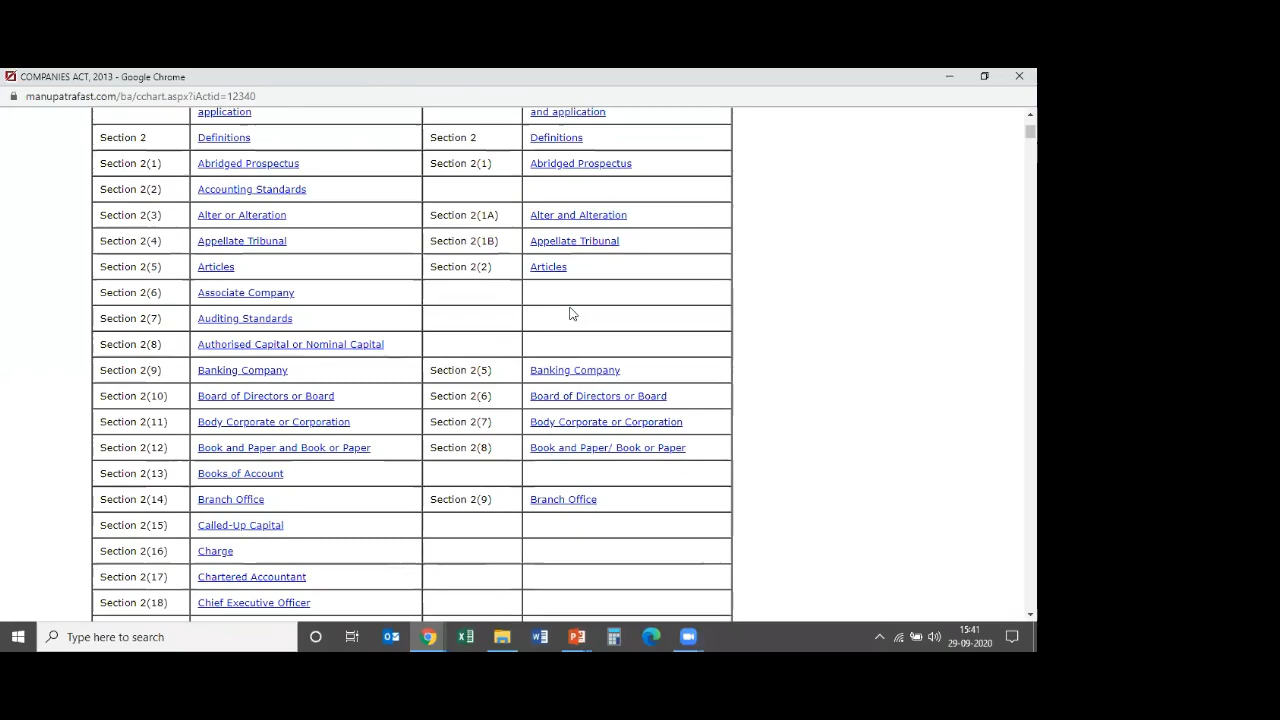 COMPANIES ACT, 2013 - Google Chrome
manupatrafast.com/ba/cchart.aspx?iActid=12340
application and application
Section 2 Definitions Section 2 Definitions
Section 2(1) Abridged Prospectus Section 2(1) Abridged Prospectus
Section 2(2) Accounting Standards
Section 2(3) Alter or Alteration Section 2(1A) Alter and Alteration
Section 2(4) Appellate Tribunal Section 2(1B) Appellate Tribunal
Section 2(5) Articles Section 2(2) Articles
Section 2(6) Associate Company
Section 2(7) Auditing Standards
Section 2(8) Authorised Capital or Nominal Capital
Section 2(9) Banking Company Section 2(5) Banking Company
Section 2(10) Board of Directors or Board Section 2(6) Board of Directors or Board
Section 2(11) Body Corporate or Corporation Section 2(7) Body Corporate or Corporation
Section 2(12) Book and Paper and Book or Paper Section 2(8) Book and Paper/ Book or Paper
Section 2(13) Books of Account
Section 2(14) Branch Office Section 2(9) Branch Office
Section 2(15) Called-Up Capital
Section 2(16) Charge
Section 2(17) Chartered Accountant
Section 2(18) Chief Executive Officer
Type here to search
15:41
29-09-2020